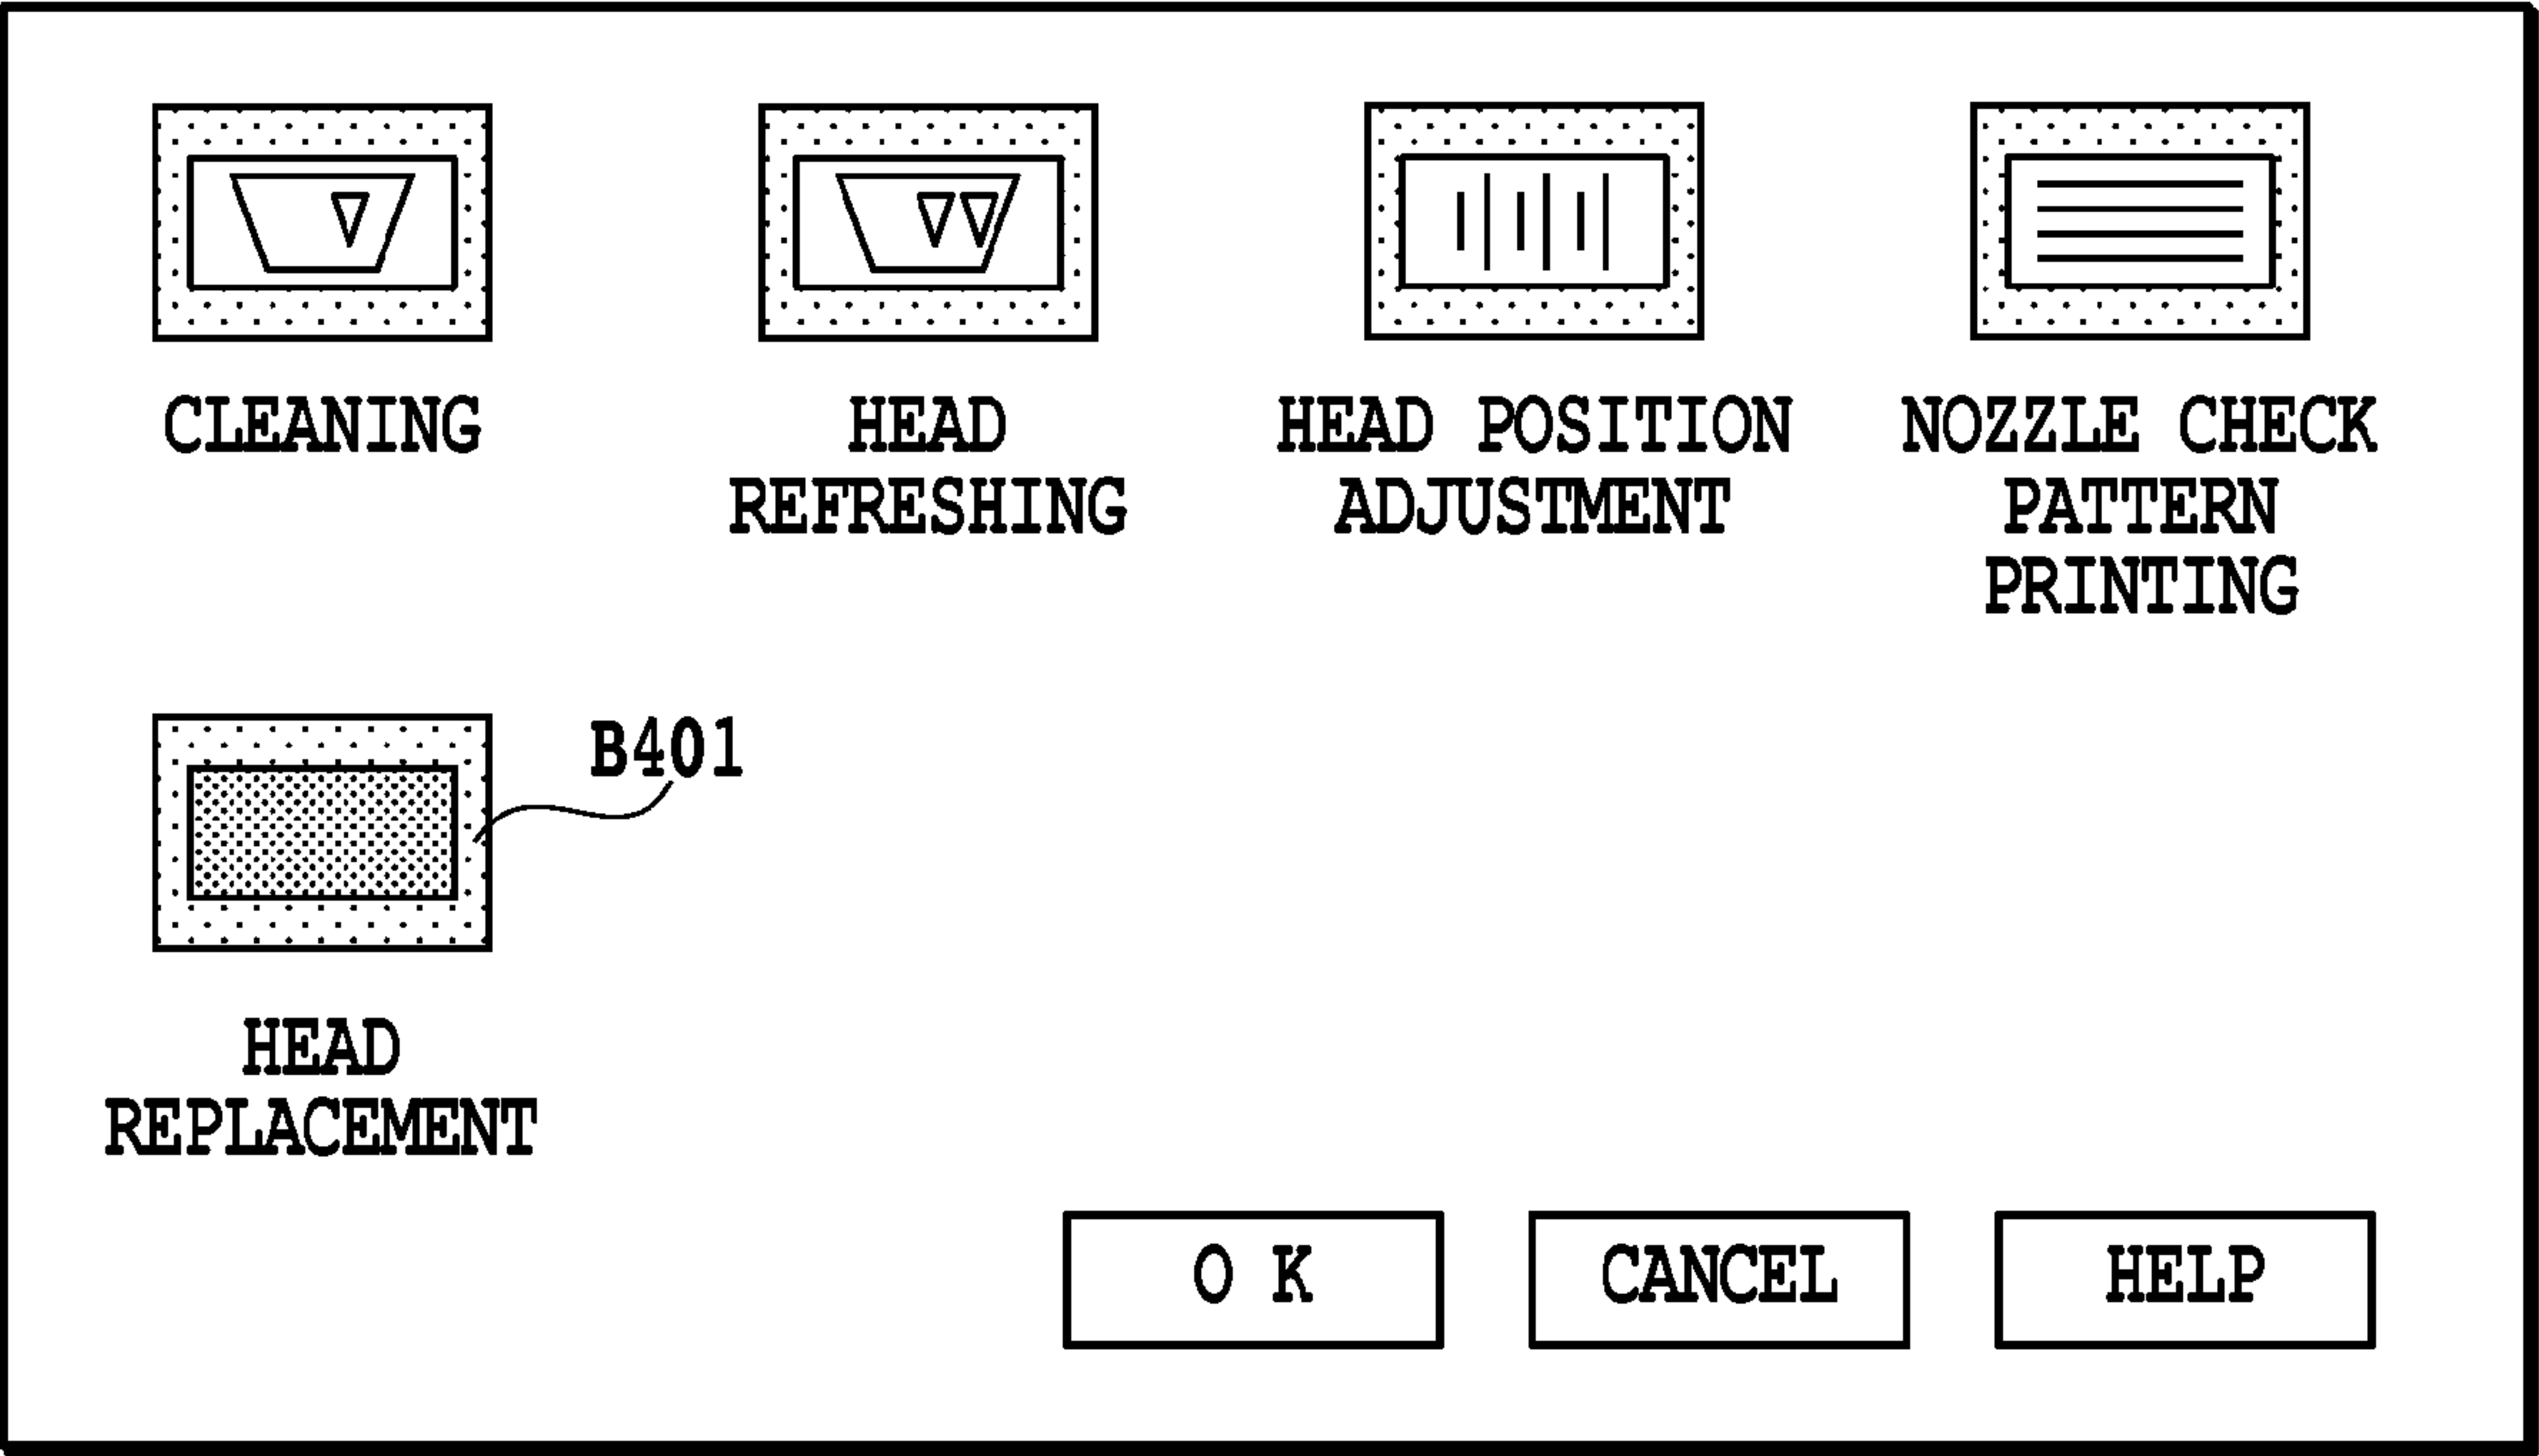 CLEANING
HEAD
REFRESHING
HEAD POSITION
ADJUSTMENT
NOZZLE CHECK
PATTERN
PRINTING
B401
HEAD
REPLACEMENT
O K
CANCEL
HELP